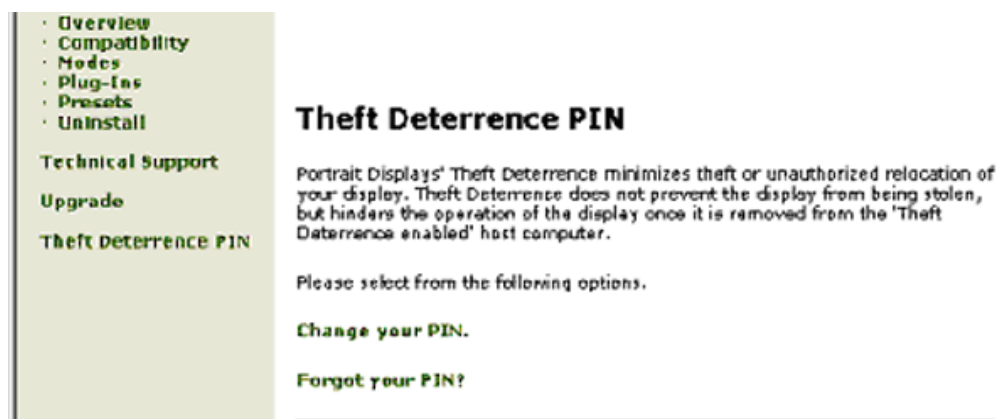 · Overview
· Compatibility
· Modes
· Plug-Ins
· Presets
· Uninstall
Technical Support
Upgrade
Theft Deterrence PIN
Theft Deterrence PIN
Portrait Displays' Theft Deterrence minimizes theft or unauthorized relocation of
your display. Theft Deterrence does not prevent the display from being stolen,
but hinders the operation of the display once it is removed from the 'Theft
Deterrence enabled' host computer.
Please select from the following options.
Change your PIN.
Forgot your PIN?